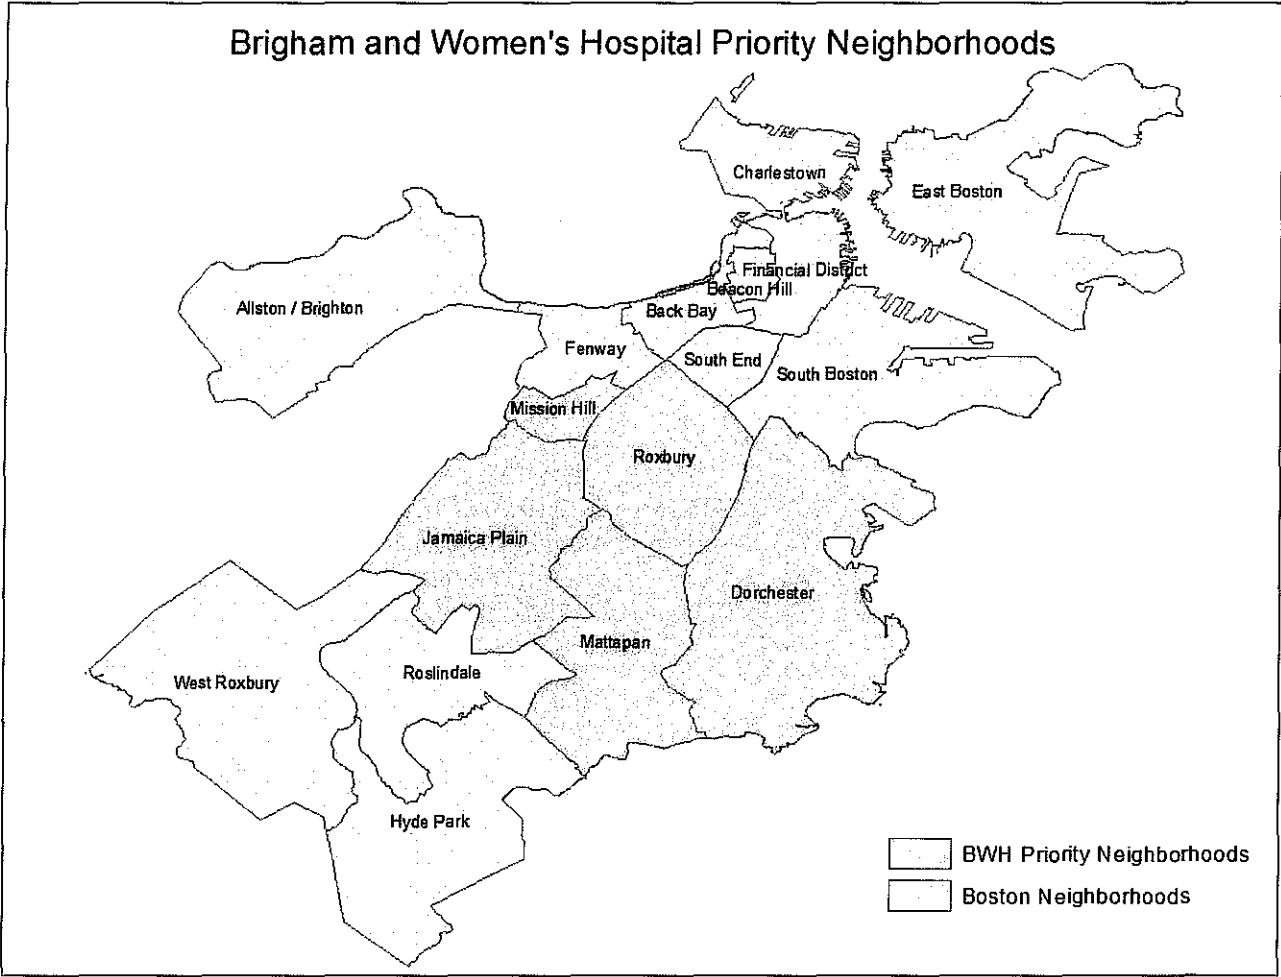 Brigham and Women's Hospital Priority Neighborhoods
Charlestown
East Boston
Financial District
Beacon Hill
Allston / Brighton
Back Bay
Fenway
South End
South Boston
Mission Hill
Roxbury
Jamaica Plain
Dorchester
Mattapan
Roslindale
West Roxbury
Hyde Park
BWH Priority Neighborhoods
Boston Neighborhoods